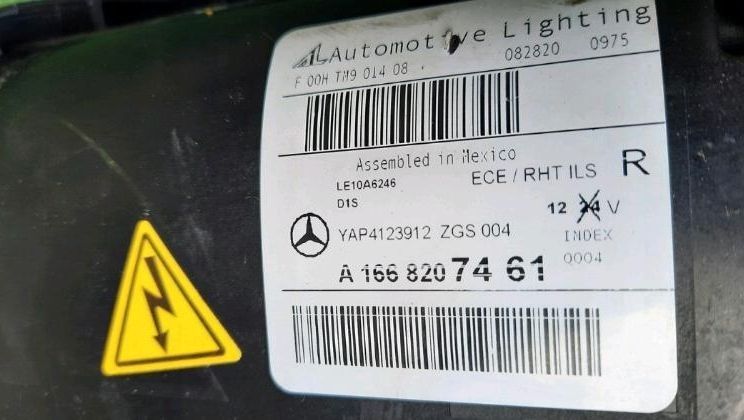 AL Automotive Lighting
082820 0975
F 00H TM9 014 08
Assembled in Mexico
LE10A6246
ECE / RHT ILS R
D1S
12 24 V
YAP4123912 ZGS 004
INDEX
0004
A 166 820 74 61